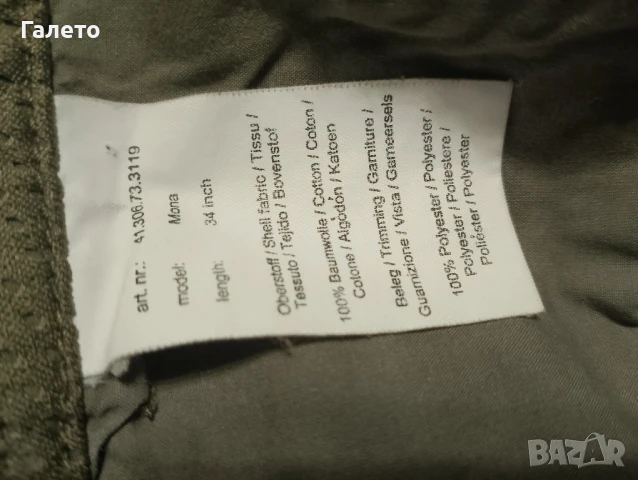 Галето
art. nr.: 41.306.73.3119
model: Mona
length: 34 inch
Oberstoff / Shell fabric / Tissu /
Tessuto / Tejido / Bovenstof
100% Baumwolle / Cotton / Coton /
Cotone / Algodón / Katoen
Beleg / Trimming / Garniture /
Guarnizione / Vista / Garneersels
100% Polyester / Polyester /
Polyester / Poliestere /
Poliéster / Polyester
BAZAR